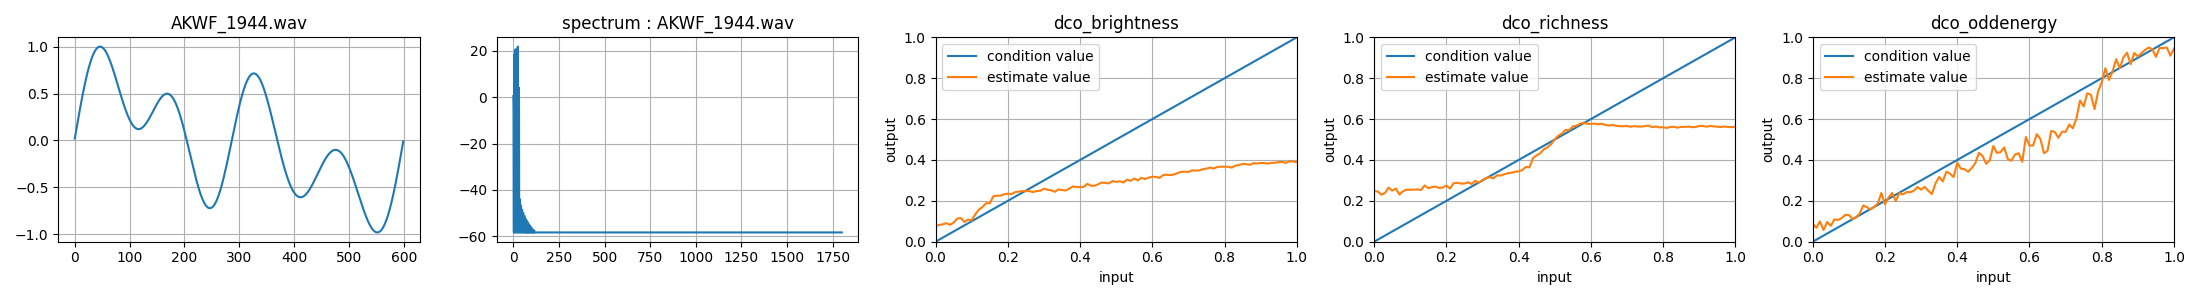 AKWF_1944.wav
1.0
0.5
0.0
−0.5
−1.0
0 100 200 300 400 500 600
spectrum : AKWF_1944.wav
20
0
−20
−40
−60
0 250 500 750 1000 1250 1500 1750
dco_brightness
condition value
estimate value
output
1.0
0.8
0.6
0.4
0.2
0.0
0.0 0.2 0.4 0.6 0.8 1.0
input
dco_richness
condition value
estimate value
output
1.0
0.8
0.6
0.4
0.2
0.0
0.0 0.2 0.4 0.6 0.8 1.0
input
dco_oddenergy
condition value
estimate value
output
1.0
0.8
0.6
0.4
0.2
0.0
0.0 0.2 0.4 0.6 0.8 1.0
input